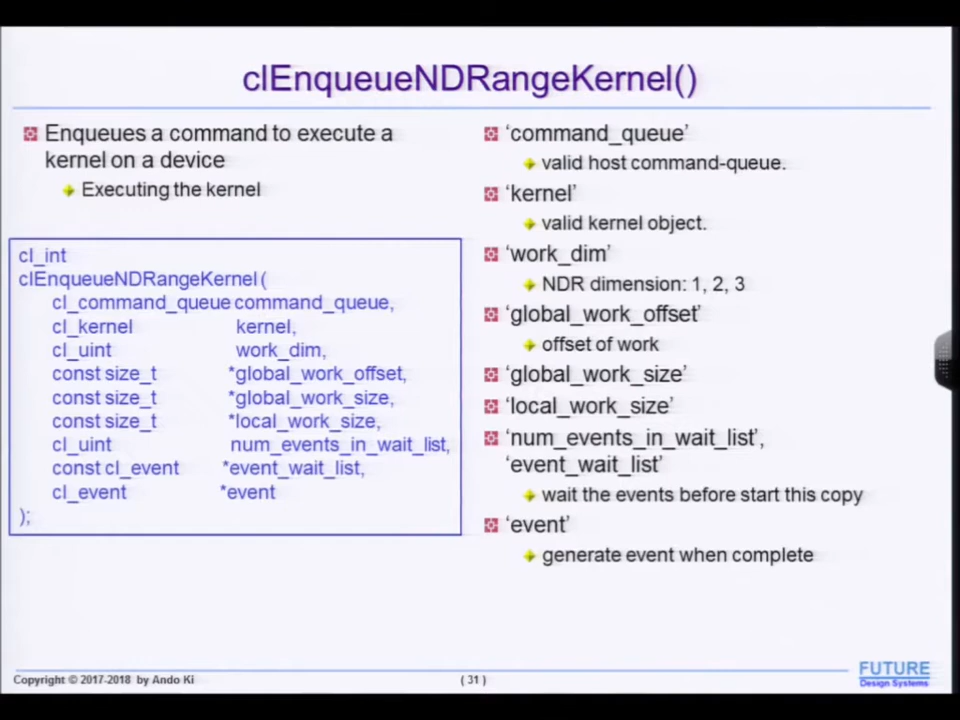 clEnqueueNDRangeKernel()
Enqueues a command to execute a
kernel on a device
Executing the kernel
cl_int
clEnqueueNDRangeKernel (
cl_command_queue command_queue,
cl_kernel kernel,
cl_uint work_dim,
const size_t *global_work_offset,
const size_t *global_work_size,
const size_t *local_work_size,
cl_uint num_events_in_wait_list,
const cl_event *event_wait_list,
cl_event *event
);
‘command_queue’
valid host command-queue.
‘kernel’
valid kernel object.
‘work_dim’
NDR dimension: 1, 2, 3
‘global_work_offset’
offset of work
‘global_work_size’
‘local_work_size’
‘num_events_in_wait_list’,
‘event_wait_list’
wait the events before start this copy
‘event’
generate event when complete
Copyright © 2017-2018 by Ando Ki
( 31 )
FUTURE
Design Systems